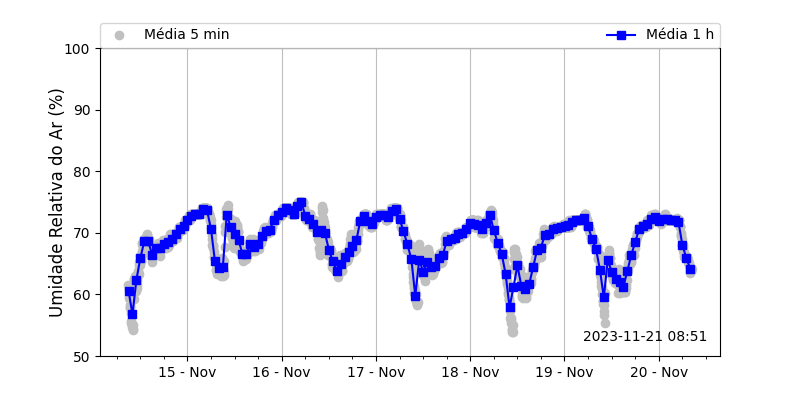 Média 5 min Média 1 h
Umidade Relativa do Ar (%)
100
90
80
70
60
50
2023-11-21 08:51
15 - Nov 16 - Nov 17 - Nov 18 - Nov 19 - Nov 20 - Nov